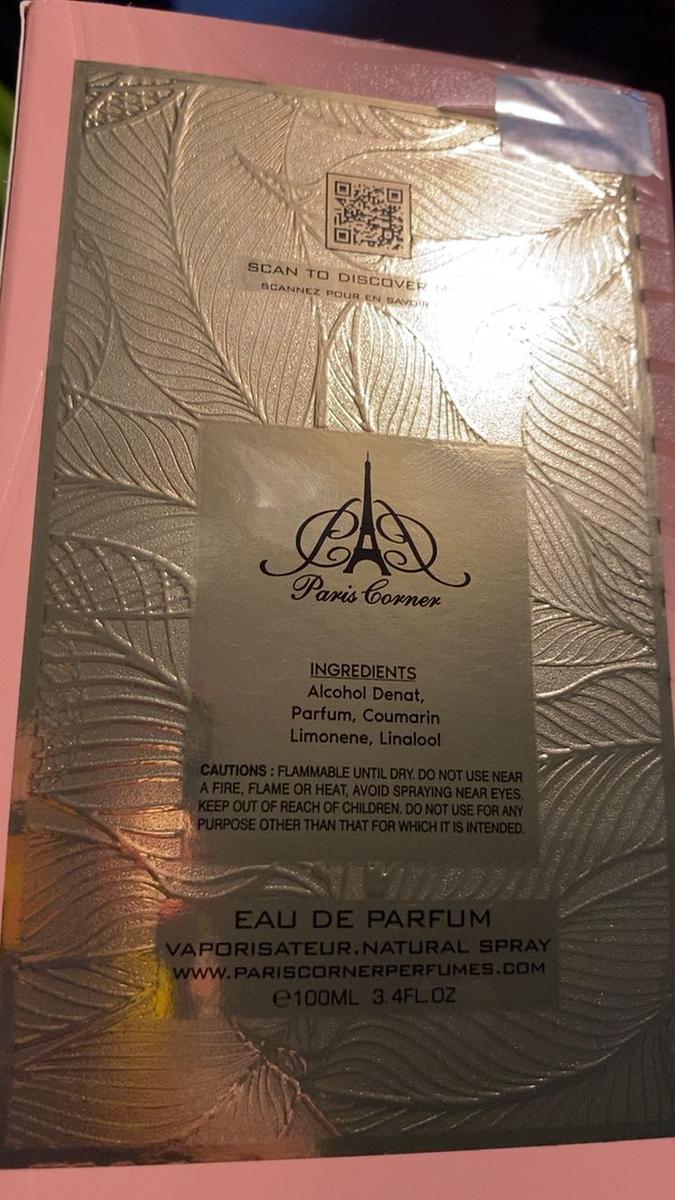 SCAN TO DISCOVER
SCANNEZ POUR EN SAVOIR
Paris Corner
INGREDIENTS
Alcohol Denat,
Parfum, Coumarin
Limonene, Linalool
CAUTIONS : FLAMMABLE UNTIL DRY. DO NOT USE NEAR
A FIRE, FLAME OR HEAT, AVOID SPRAYING NEAR EYES.
KEEP OUT OF REACH OF CHILDREN. DO NOT USE FOR ANY
PURPOSE OTHER THAN THAT FOR WHICH IT IS INTENDED.
EAU DE PARFUM
VAPORISATEUR.NATURAL SPRAY
WWW.PARISCORNERPERFUMES.COM
℮100ML 3.4FL.OZ